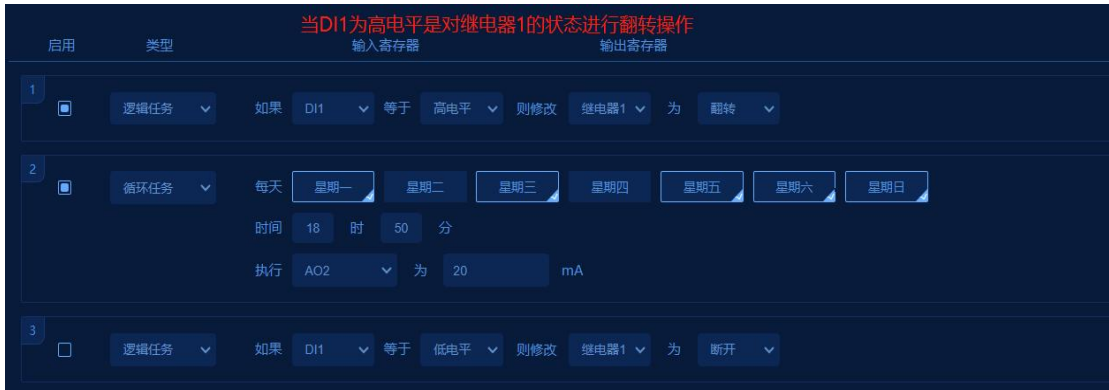 当DI1为高电平是对继电器1的状态进行翻转操作
启用 类型 输入寄存器 输出寄存器
1
逻辑任务 如果 DI1 等于 高电平 则修改 继电器1 为 翻转
2
循环任务 每天 星期一 星期二 星期三 星期四 星期五 星期六 星期日
时间 18 时 50 分
执行 AO2 为 20 mA
3
逻辑任务 如果 DI1 等于 低电平 则修改 继电器1 为 断开